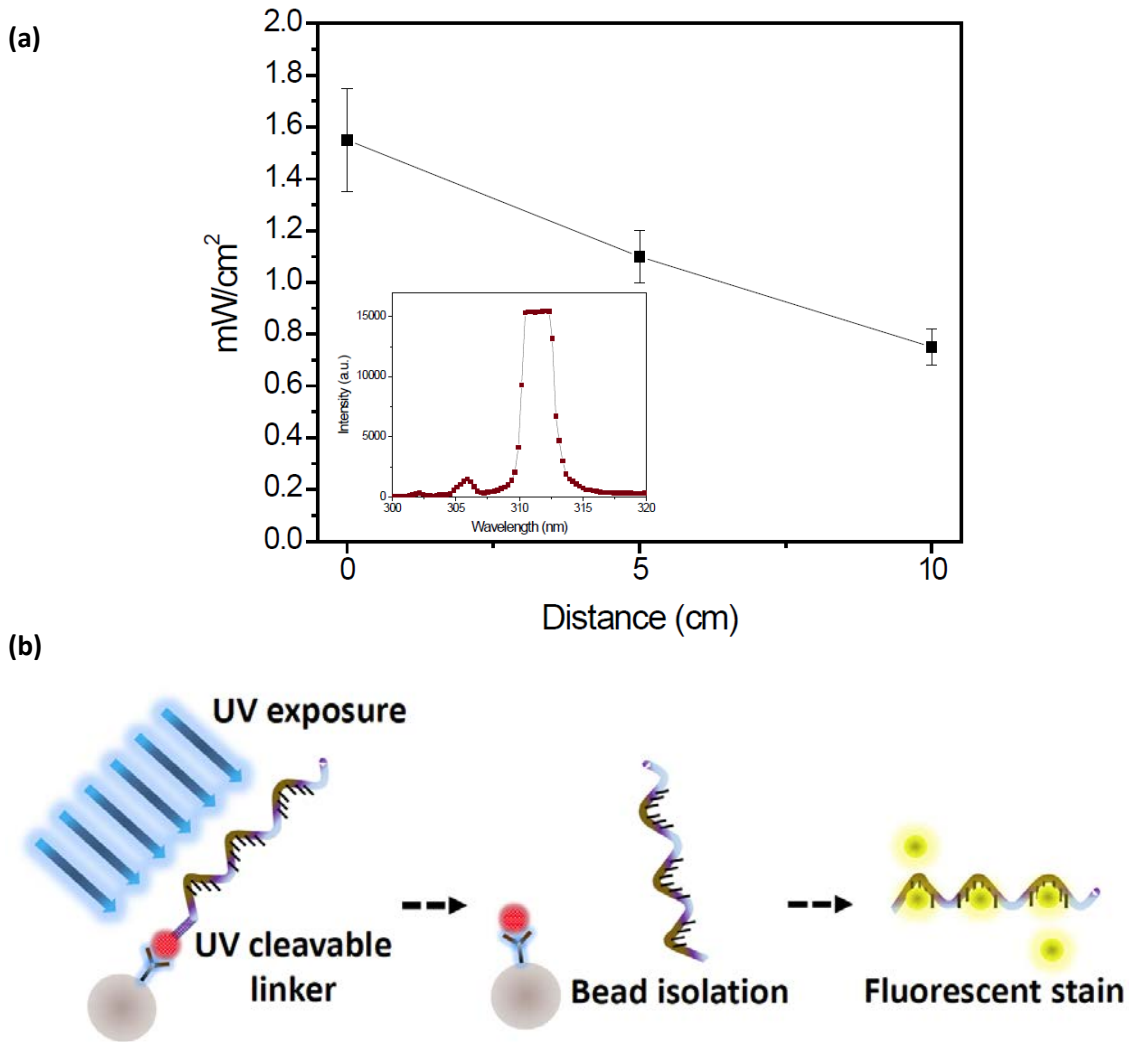 (a)
2.0
1.8
1.6
1.4
1.2
1.0
0.8
0.6
0.4
0.2
0.0
mW/cm²
0
5
10
Distance (cm)
15000
10000
5000
0
Intensity (a.u.)
300
305
310
315
320
Wavelength (nm)
(b)
UV exposure
UV cleavable
linker
Bead isolation
Fluorescent stain